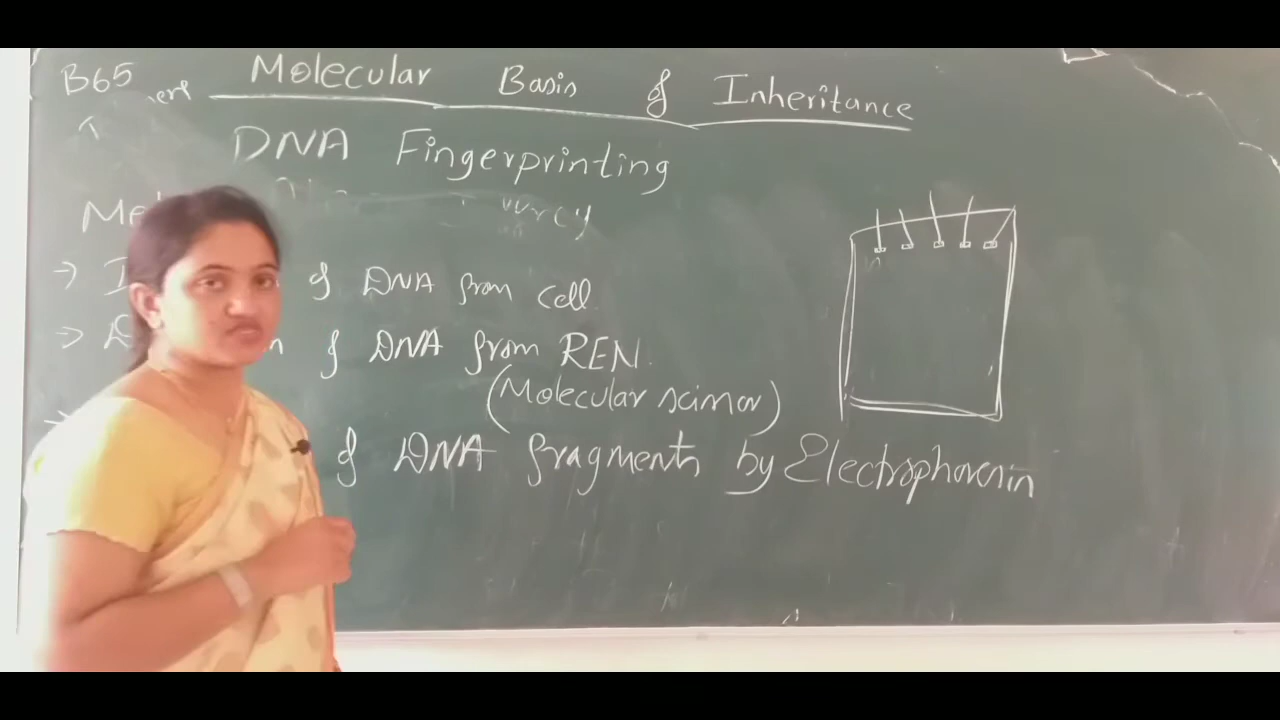 B65 Molecular Basis of Inheritance
DNA Fingerprinting
of DNA from Cell
of DNA from REN.
(Molecular scissor)
of DNA fragments by Electrophoresis